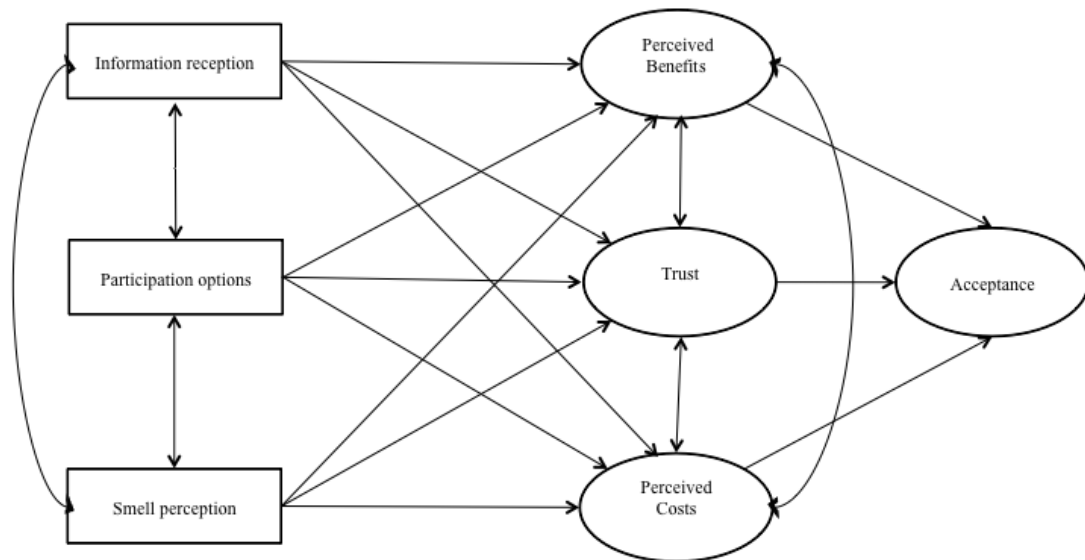 Information reception
Perceived
Benefits
Participation options
Trust
Acceptance
Smell perception
Perceived
Costs